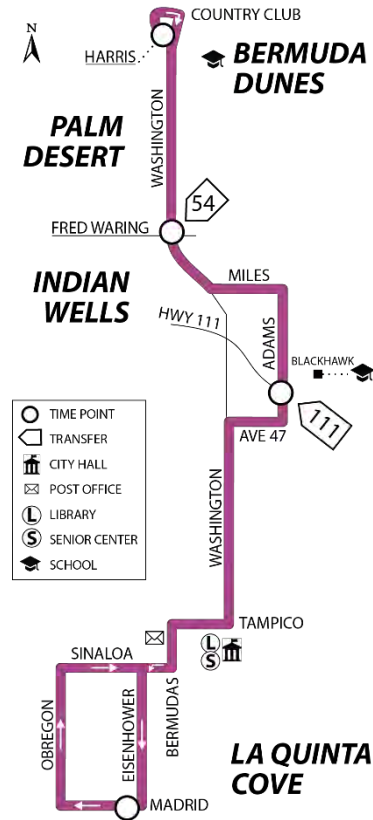 N
COUNTRY CLUB
HARRIS
BERMUDA
DUNES
PALM
DESERT
WASHINGTON
54
FRED WARING
INDIAN
WELLS
MILES
HWY 111
ADAMS
BLACKHAWK
111
AVE 47
TIME POINT
TRANSFER
CITY HALL
POST OFFICE
L LIBRARY
S SENIOR CENTER
SCHOOL
WASHINGTON
TAMPICO
L
S
SINALOA
OBREGON
EISENHOWER
BERMUDAS
MADRID
LA QUINTA
COVE